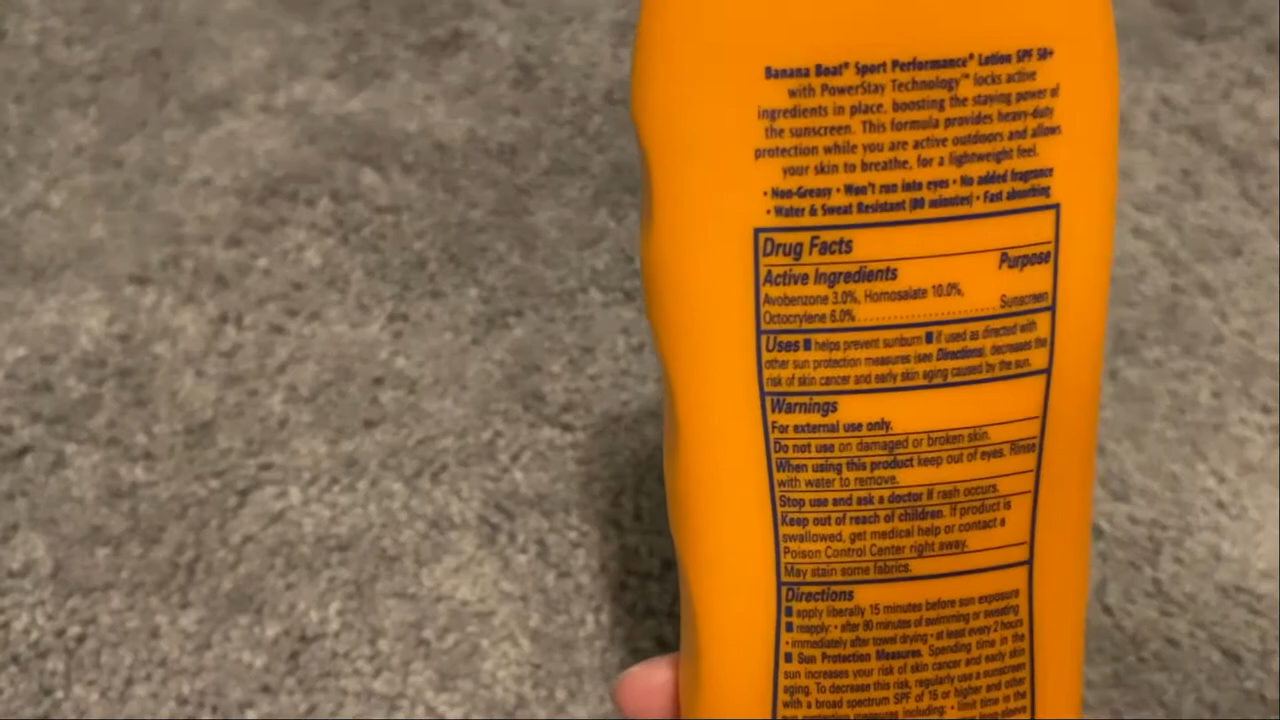 Banana Boat® Sport Performance® Lotion SPF 50+
with PowerStay Technology™ locks active
ingredients in place, boosting the staying power of
the sunscreen. This formula provides heavy-duty
protection while you are active outdoors and allows
your skin to breathe, for a lightweight feel.
• Non-Greasy • Won't run into eyes • No added fragrance
• Water & Sweat Resistant (80 minutes) • Fast absorbing
Drug Facts
Active Ingredients Purpose
Avobenzone 3.0%, Homosalate 10.0%,
Octocrylene 6.0%.......................... Sunscreen
Uses ■ helps prevent sunburn ■ if used as directed with
other sun protection measures (see Directions), decreases the
risk of skin cancer and early skin aging caused by the sun.
Warnings
For external use only.
Do not use on damaged or broken skin.
When using this product keep out of eyes. Rinse
with water to remove.
Stop use and ask a doctor if rash occurs.
Keep out of reach of children. If product is
swallowed, get medical help or contact a
Poison Control Center right away.
May stain some fabrics.
Directions
■ apply liberally 15 minutes before sun exposure
■ reapply: • after 80 minutes of swimming or sweating
• immediately after towel drying • at least every 2 hours
■ Sun Protection Measures. Spending time in the
sun increases your risk of skin cancer and early skin
aging. To decrease this risk, regularly use a sunscreen
with a broad spectrum SPF of 15 or higher and other
sun protection measures including: • limit time in the
long-sleeve